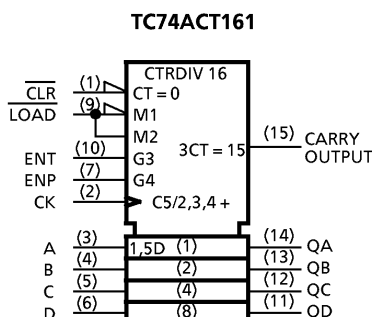 TC74ACT161
CTRDIV 16
CLR (1) CT = 0
LOAD (9) M1
M2
ENT (10) G3
3CT = 15 (15) CARRY OUTPUT
ENP (7) G4
CK (2) C5/2,3,4 +
A (3) 1,5D (1) (14) QA
B (4) (2) (13) QB
C (5) (4) (12) QC
D (6) (8) (11) QD